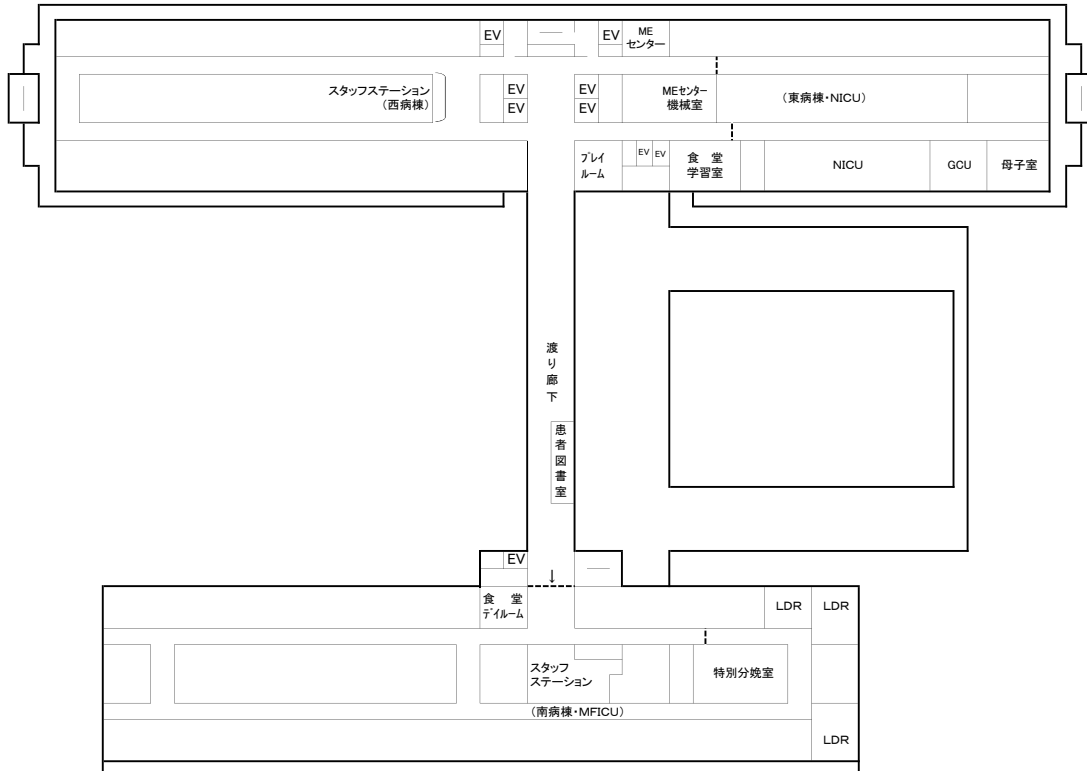 EV
EV
ME
センター
スタッフステーション
(西病棟)
EV
EV
EV
EV
MEセンター
機械室
(東病棟・NICU)
プレイ
ルーム
EV
EV
食 堂
学習室
NICU
GCU
母子室
渡り廊下
患者図書室
EV
↓
食 堂
デイルーム
LDR
LDR
スタッフ
ステーション
特別分娩室
(南病棟・MFICU)
LDR